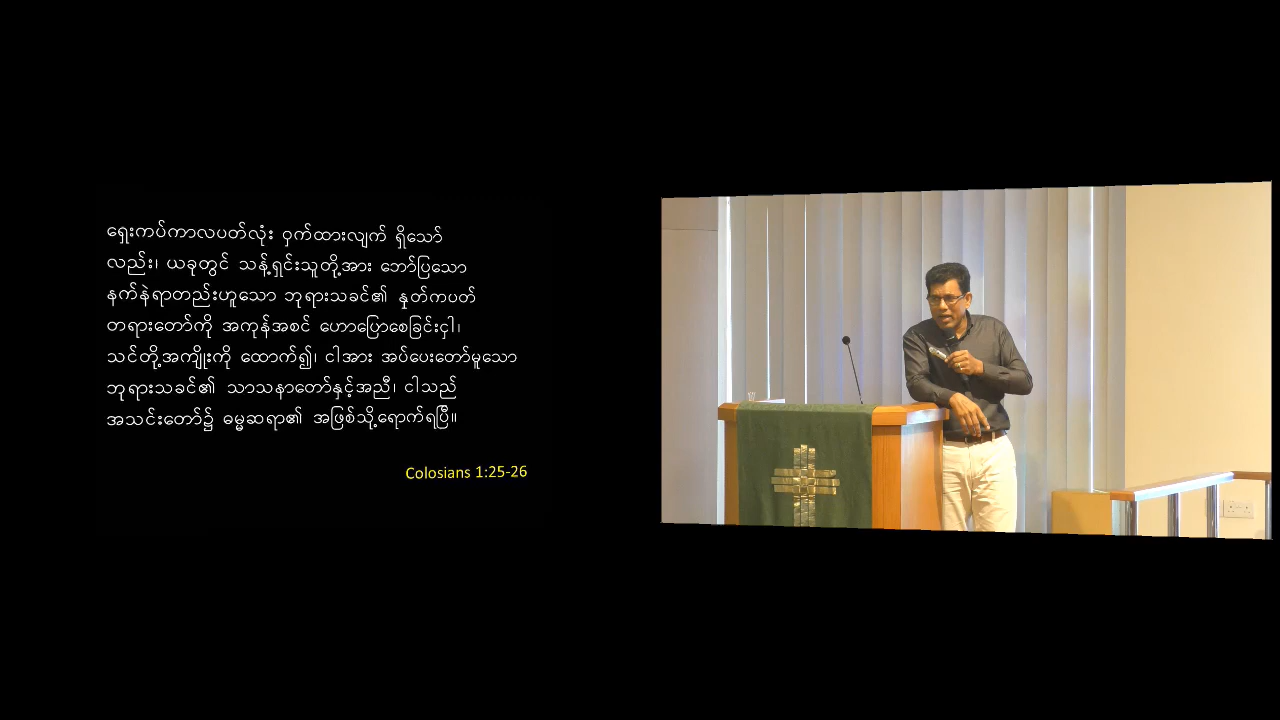 ရှေးကပ်ကာလပတ်လုံး ဝှက်ထားလျက် ရှိသော်
လည်း၊ ယခုတွင် သန့်ရှင်းသူတို့အား ဘော်ပြသော
နက်နဲရာတည်းဟူသော ဘုရားသခင်၏ နှုတ်ကပတ်
တရားတော်ကို အကုန်အစင် ဟောပြောစေခြင်းငှါ၊
သင်တို့အကျိုးကို ထောက်၍၊ ငါအား အပ်ပေးတော်မူသော
ဘုရားသခင်၏ သာသနာတော်နှင့်အညီ၊ ငါသည်
အသင်းတော်၌ ဓမ္မဆရာ၏ အဖြစ်သို့ရောက်ရပြီ။
Colosians 1:25-26